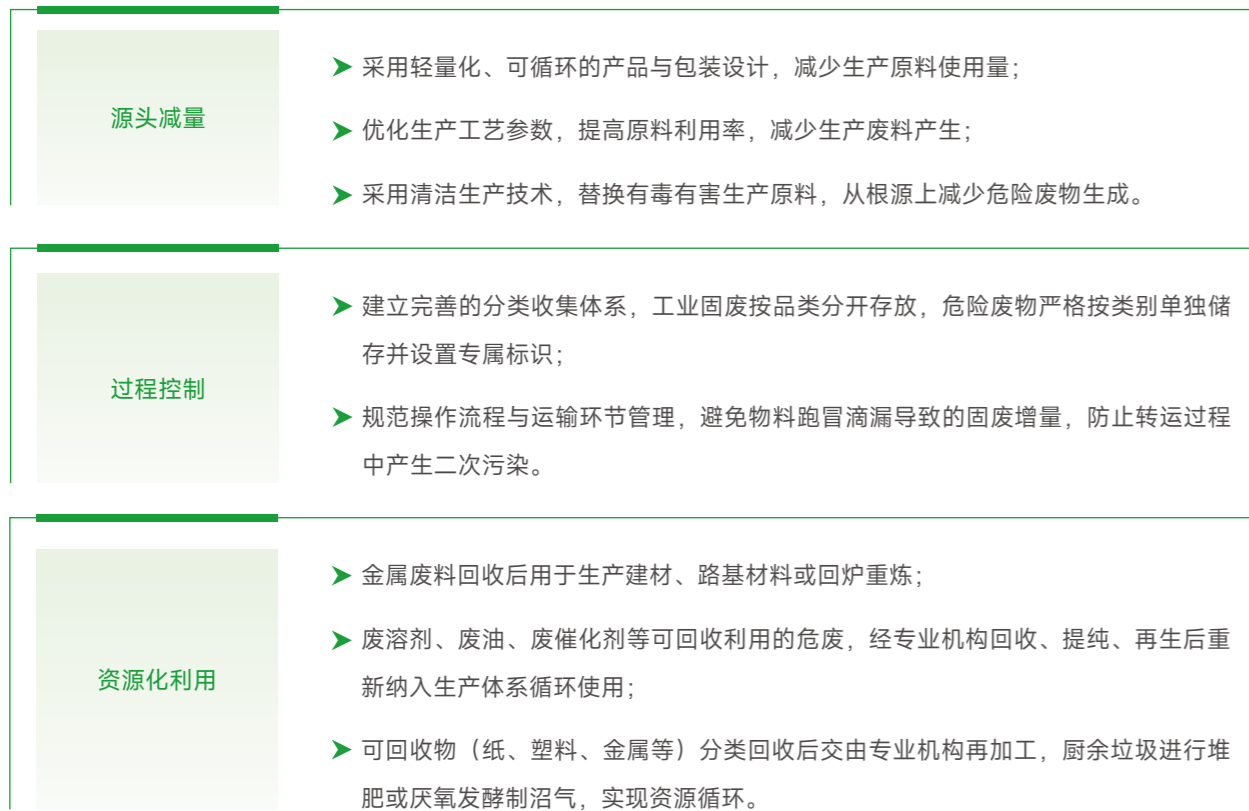 源头减量
采用轻量化、可循环的产品与包装设计，减少生产原料使用量；
优化生产工艺参数，提高原料利用率，减少生产废料产生；
采用清洁生产技术，替换有毒有害生产原料，从根源上减少危险废物生成。
过程控制
建立完善的分类收集体系，工业固废按品类分开存放，危险废物严格按类别单独储
存并设置专属标识；
规范操作流程与运输环节管理，避免物料跑冒滴漏导致的固废增量，防止转运过程
中产生二次污染。
资源化利用
金属废料回收后用于生产建材、路基材料或回炉重炼；
废溶剂、废油、废催化剂等可回收利用的危废，经专业机构回收、提纯、再生后重
新纳入生产体系循环使用；
可回收物（纸、塑料、金属等）分类回收后交由专业机构再加工，厨余垃圾进行堆
肥或厌氧发酵制沼气，实现资源循环。